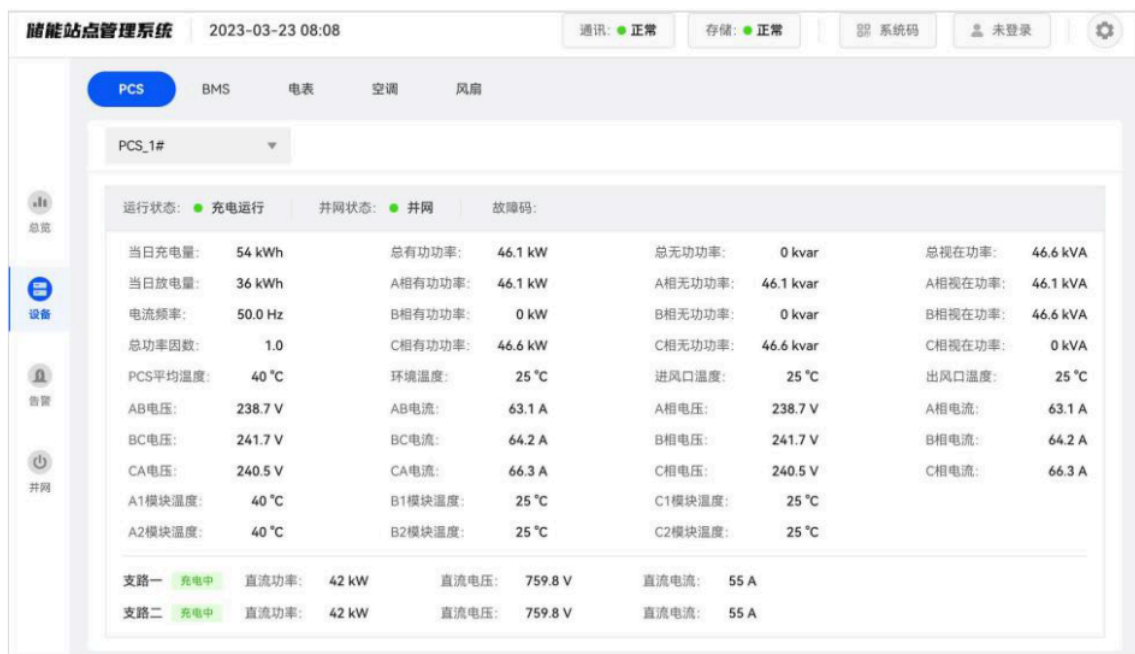 储能站点管理系统 2023-03-23 08:08 通讯: 正常 存储: 正常 系统码 未登录
PCS BMS 电表 空调 风扇
PCS_1#
总览
设备
告警
并网
运行状态: 充电运行 并网状态: 并网 故障码:
当日充电量: 54 kWh 总有功功率: 46.1 kW 总无功功率: 0 kvar 总视在功率: 46.6 kVA
当日放电量: 36 kWh A相有功功率: 46.1 kW A相无功功率: 46.1 kvar A相视在功率: 46.1 kVA
电流频率: 50.0 Hz B相有功功率: 0 kW B相无功功率: 0 kvar B相视在功率: 46.6 kVA
总功率因数: 1.0 C相有功功率: 46.6 kW C相无功功率: 46.6 kvar C相视在功率: 0 kVA
PCS平均温度: 40 °C 环境温度: 25 °C 进风口温度: 25 °C 出风口温度: 25 °C
AB电压: 238.7 V AB电流: 63.1 A A相电压: 238.7 V A相电流: 63.1 A
BC电压: 241.7 V BC电流: 64.2 A B相电压: 241.7 V B相电流: 64.2 A
CA电压: 240.5 V CA电流: 66.3 A C相电压: 240.5 V C相电流: 66.3 A
A1模块温度: 40 °C B1模块温度: 25 °C C1模块温度: 25 °C
A2模块温度: 40 °C B2模块温度: 25 °C C2模块温度: 25 °C
支路一 充电中 直流功率: 42 kW 直流电压: 759.8 V 直流电流: 55 A
支路二 充电中 直流功率: 42 kW 直流电压: 759.8 V 直流电流: 55 A